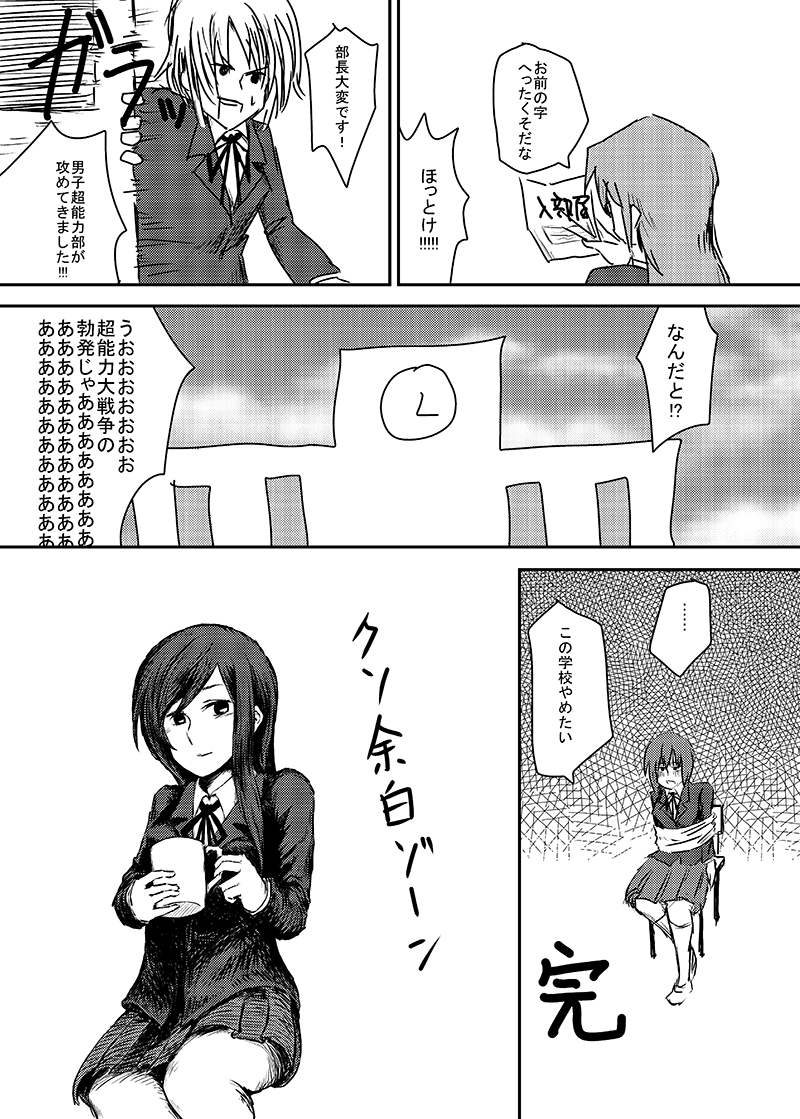 お前の字
へったくそだな
入部届
ほっとけ!!!!!
ガラッ
部長大変です!
男子超能力部が
攻めてきました!!!
なんだと!?
うおおおおおおお
超能力大戦争の
勃発じゃあああああああ
あああああああああああ
あああああああああああ
……
この学校やめたい
完
クソ余白ゾーン